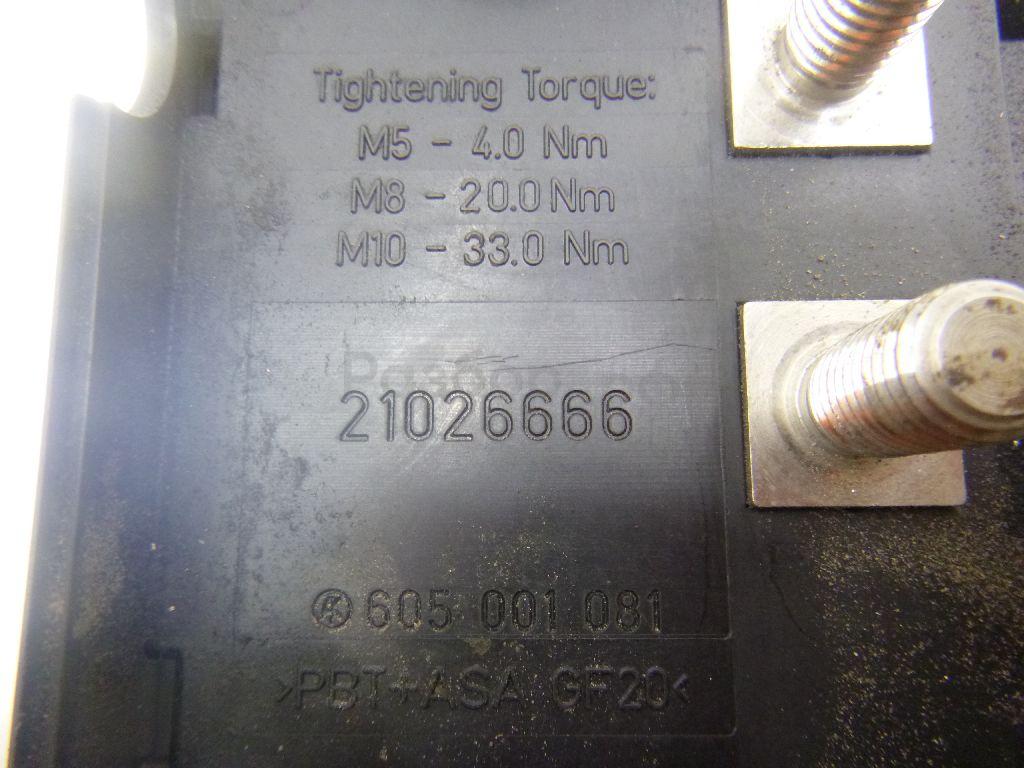 Tightening Torque:
M5 - 4.0 Nm
M8 - 20.0 Nm
M10 - 33.0 Nm
21026666
605 001 081
>PBT+ASA GF20<